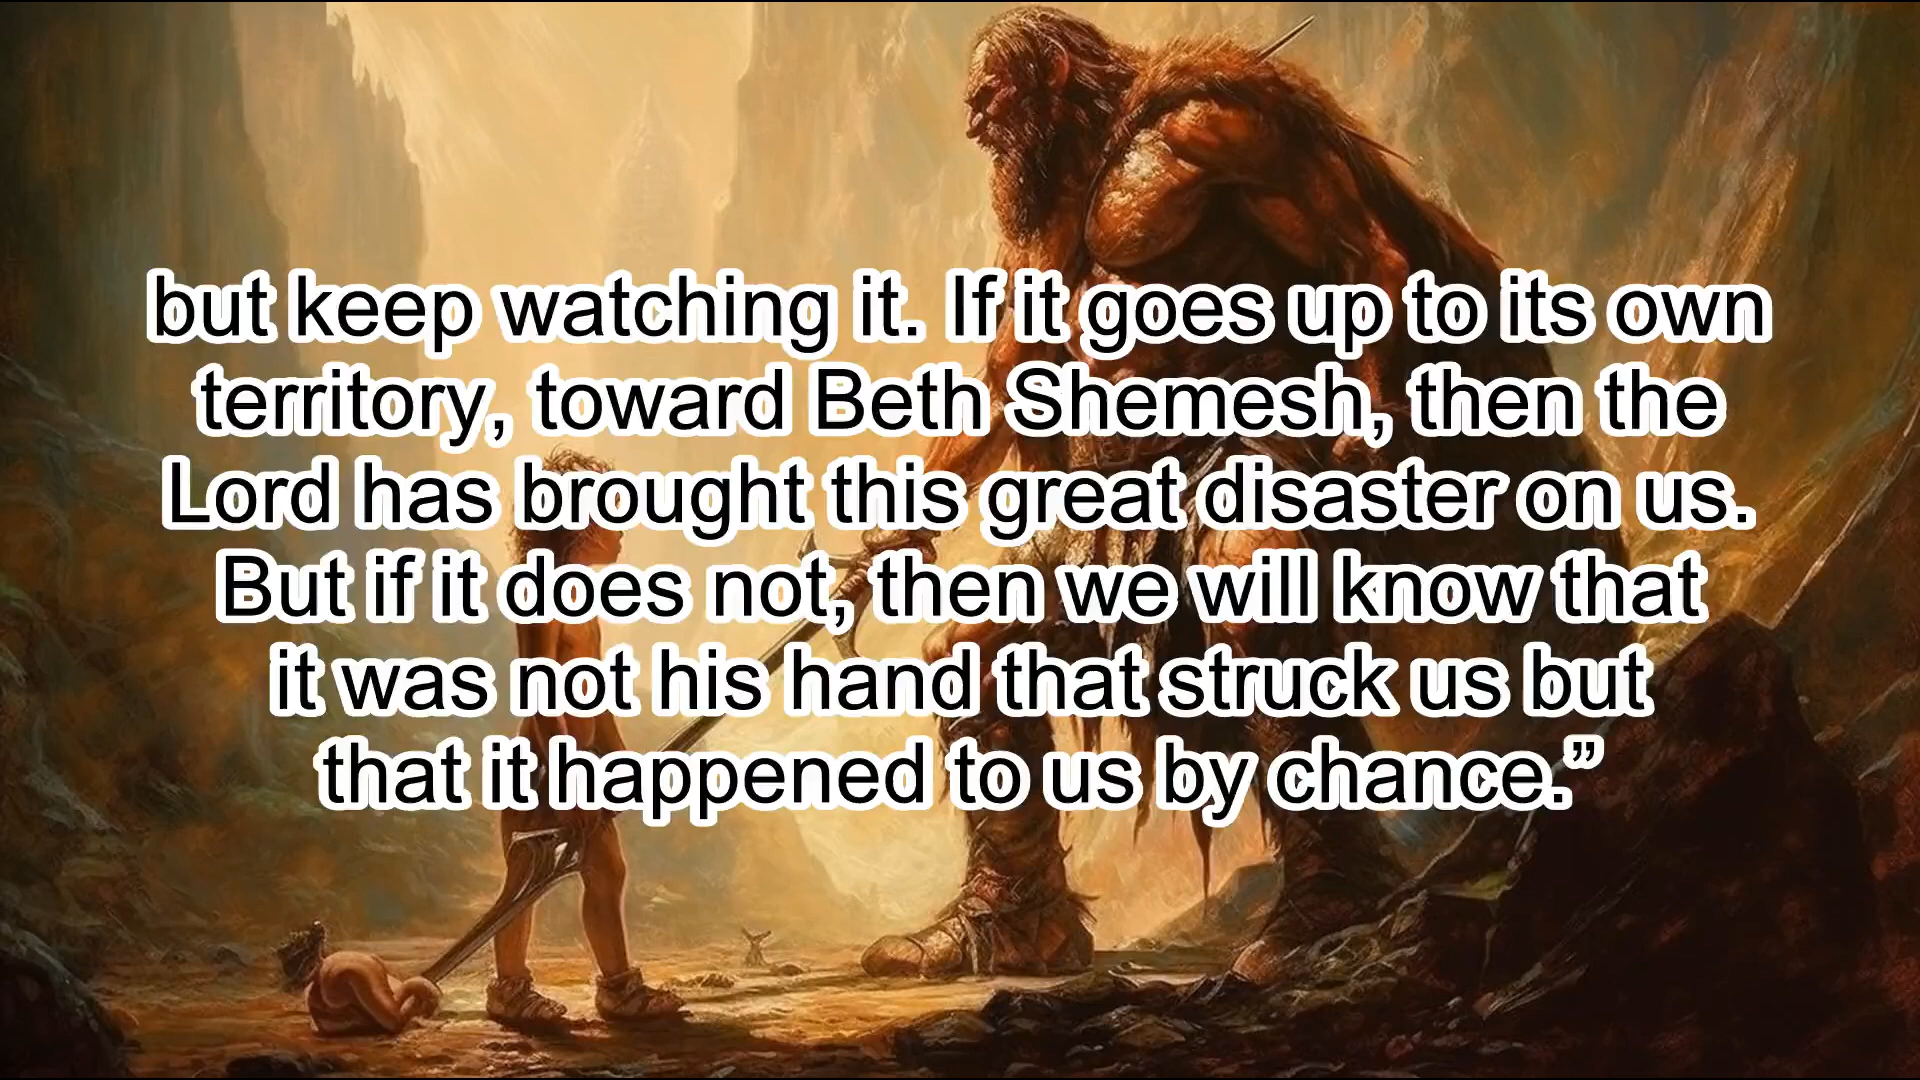 but keep watching it. If it goes up to its own
territory, toward Beth Shemesh, then the
Lord has brought this great disaster on us.
But if it does not, then we will know that
it was not his hand that struck us but
that it happened to us by chance.”